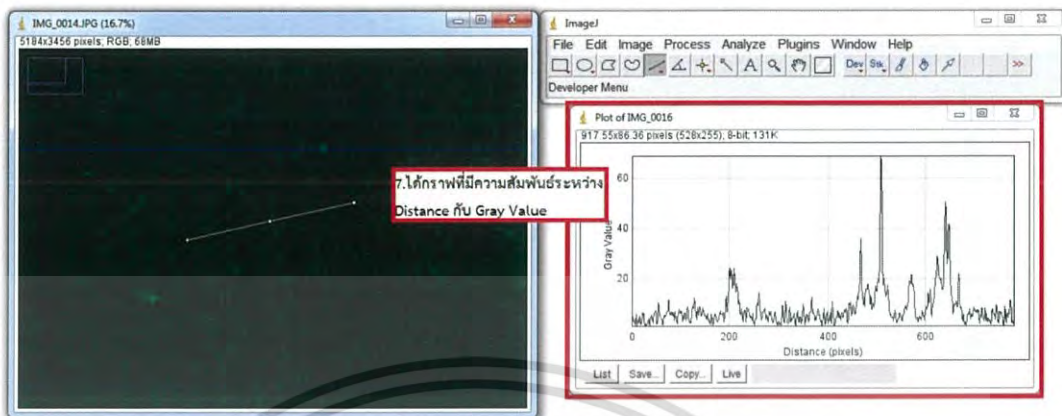 IMG_0014.JPG (16.7%)
5184x3456 pixels; RGB; 68MB
7.ได้กราฟที่มีความสัมพันธ์ระหว่าง
Distance กับ Gray Value
ImageJ
File Edit Image Process Analyze Plugins Window Help
A Dev Stk >>
Developer Menu
Plot of IMG_0016
917.55x86.36 pixels (528x255); 8-bit; 131K
60
40
20
Gray Value
0 200 400 600
Distance (pixels)
List Save... Copy... Live